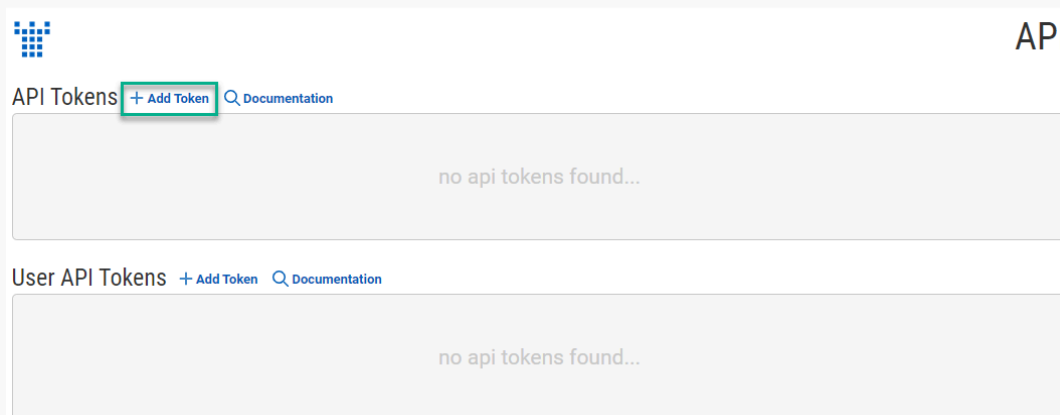 AP
API Tokens + Add Token Documentation
no api tokens found...
User API Tokens + Add Token Documentation
no api tokens found...